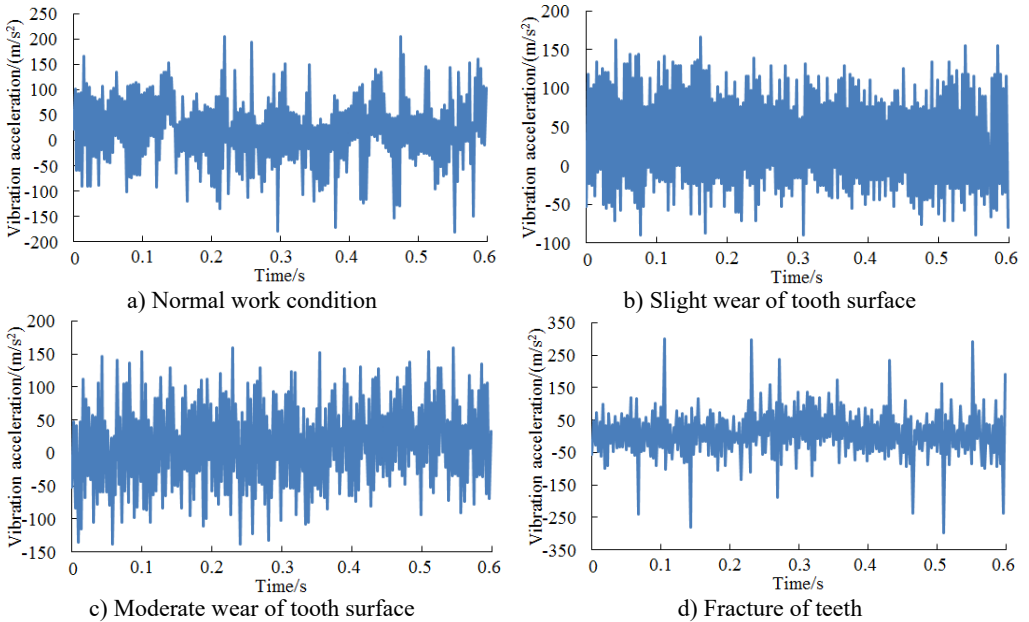 Vibration acceleration/(m/s²)
250
200
150
100
50
0
-50
-100
-150
-200
0 0.1 0.2 0.3 0.4 0.5 0.6
Time/s
a) Normal work condition
Vibration acceleration/(m/s²)
200
150
100
50
0
-50
-100
0 0.1 0.2 0.3 0.4 0.5 0.6
Time/s
b) Slight wear of tooth surface
Vibration acceleration/(m/s²)
200
150
100
50
0
-50
-100
-150
0 0.1 0.2 0.3 0.4 0.5 0.6
Time/s
c) Moderate wear of tooth surface
Vibration acceleration/(m/s²)
350
250
150
50
-50
-150
-250
-350
0 0.1 0.2 0.3 0.4 0.5 0.6
Time/s
d) Fracture of teeth